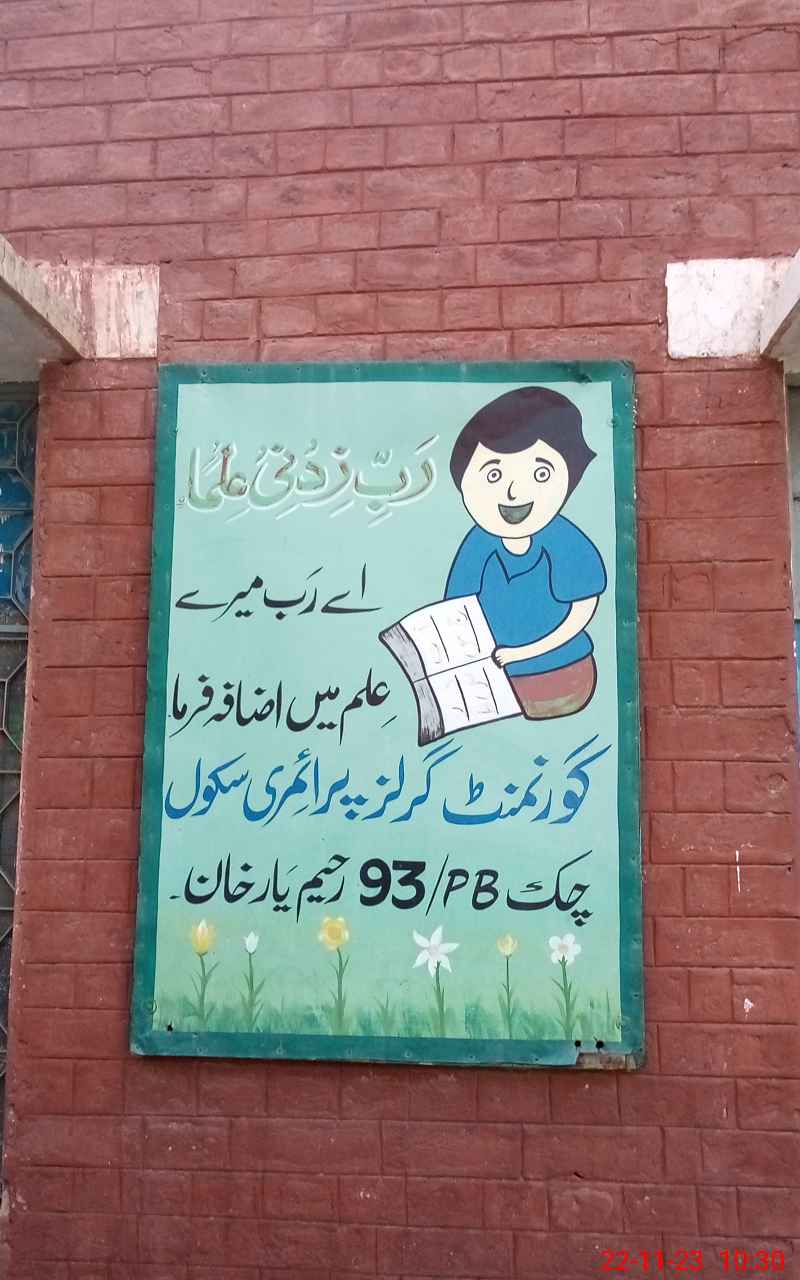 رَبِّ زِدْنِيْ عِلْمًا
اے رَب میرے
عِلم میں اضافہ فرما
گورنمنٹ گرلز پرائمری سکول
چک 93/PB رحیم یَار خان۔
22-11-23 10:30